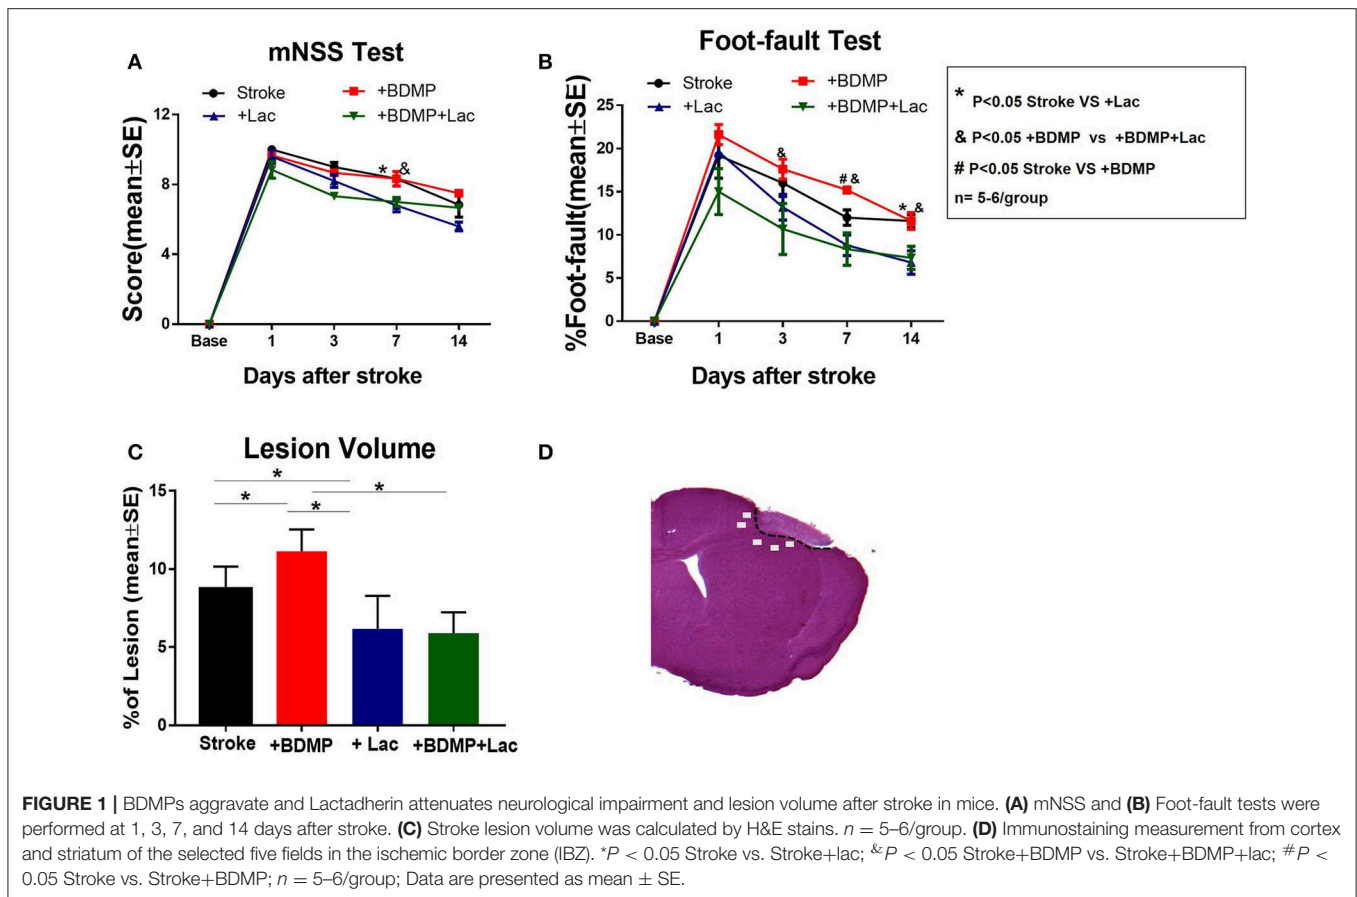 A
mNSS Test
Stroke
+BDMP
+Lac
+BDMP+Lac
Score(mean±SE)
12
8
4
0
* &
Base
1
3
7
14
Days after stroke
B
Foot-fault Test
Stroke
+BDMP
+Lac
+BDMP+Lac
%Foot-fault(mean±SE)
25
20
15
10
5
0
&
# &
* &
Base
1
3
7
14
Days after stroke
* P<0.05 Stroke VS +Lac
& P<0.05 +BDMP vs +BDMP+Lac
# P<0.05 Stroke VS +BDMP
n= 5-6/group
C
Lesion Volume
%of Lesion (mean±SE)
15
10
5
0
*
*
*
*
Stroke
+BDMP
+ Lac
+BDMP+Lac
D
FIGURE 1 | BDMPs aggravate and Lactadherin attenuates neurological impairment and lesion volume after stroke in mice. (A) mNSS and (B) Foot-fault tests were
performed at 1, 3, 7, and 14 days after stroke. (C) Stroke lesion volume was calculated by H&E stains. n = 5–6/group. (D) Immunostaining measurement from cortex
and striatum of the selected five fields in the ischemic border zone (IBZ). *P < 0.05 Stroke vs. Stroke+lac; &P < 0.05 Stroke+BDMP vs. Stroke+BDMP+lac; #P <
0.05 Stroke vs. Stroke+BDMP; n = 5–6/group; Data are presented as mean ± SE.